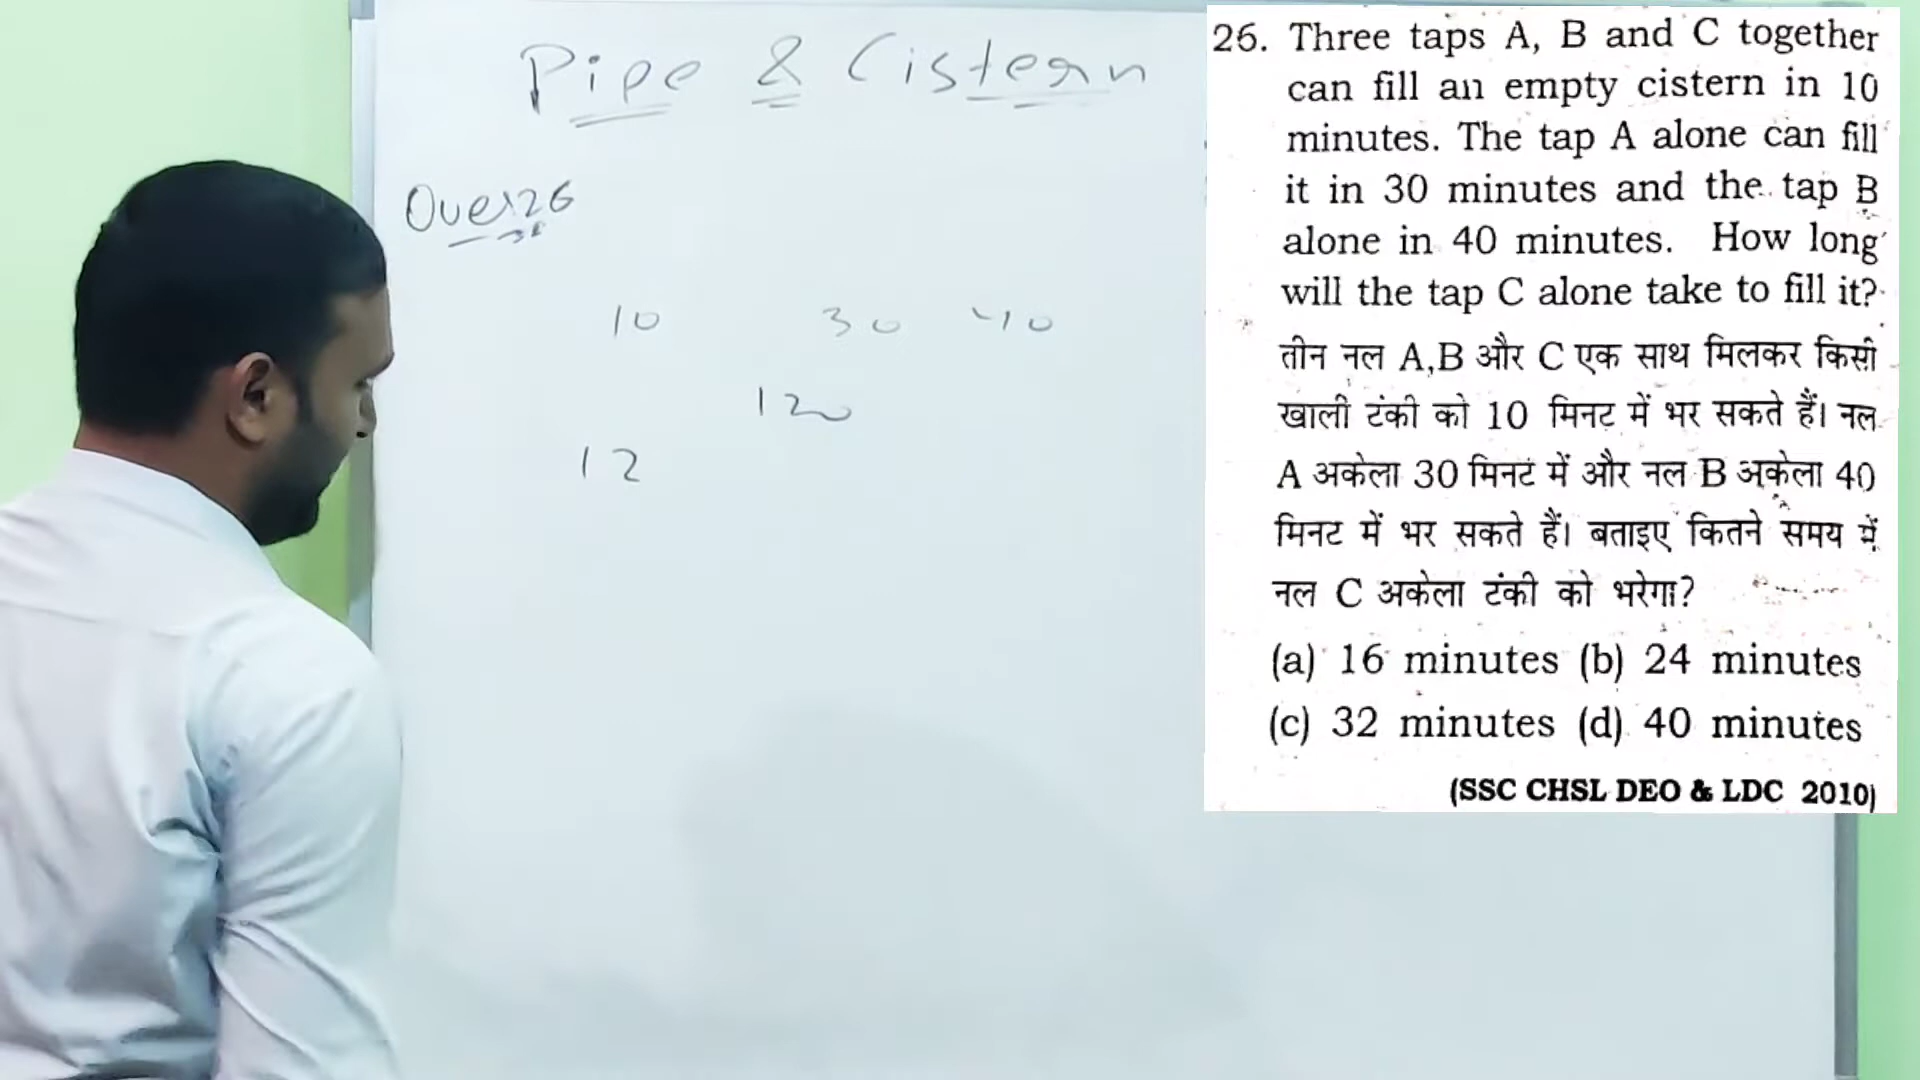 Pipe & Cistern
Ques 26
10 30 40
120
12
26. Three taps A, B and C together
can fill an empty cistern in 10
minutes. The tap A alone can fill
it in 30 minutes and the tap B
alone in 40 minutes. How long
will the tap C alone take to fill it?
तीन नल A,B और C एक साथ मिलकर किसी
खाली टंकी को 10 मिनट में भर सकते हैं। नल
A अकेला 30 मिनट में और नल B अकेला 40
मिनट में भर सकते हैं। बताइए कितने समय में
नल C अकेला टंकी को भरेगा?
(a) 16 minutes (b) 24 minutes
(c) 32 minutes (d) 40 minutes
(SSC CHSL DEO & LDC 2010)